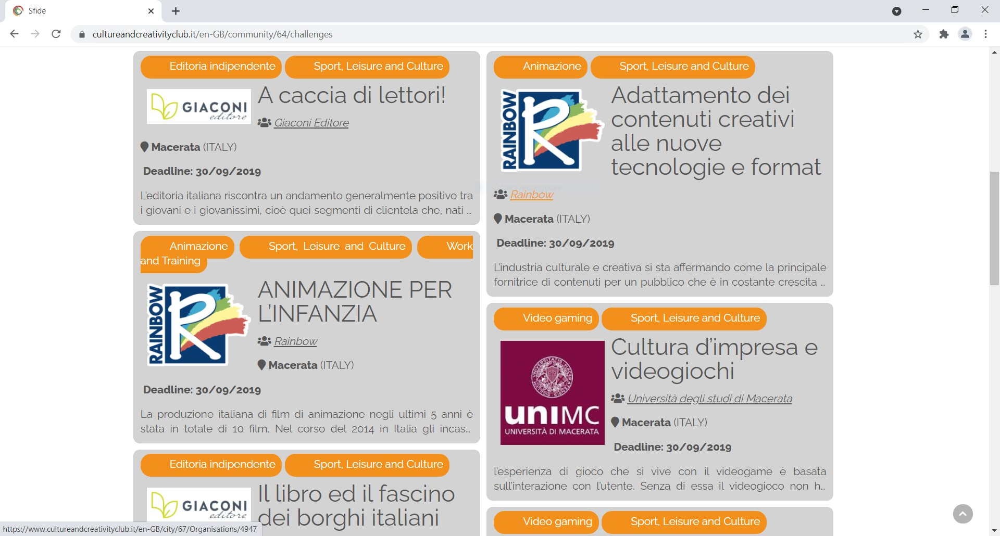 Sfide
cultureandcreativityclub.it/en-GB/community/64/challenges
Editoria indipendente Sport, Leisure and Culture
GIACONI
editore
A caccia di lettori!
Giaconi Editore
Macerata (ITALY)
Deadline: 30/09/2019
L'editoria italiana riscontra un andamento generalmente positivo tra
i giovani e i giovanissimi, cioè quei segmenti di clientela che, nati ...
Animazione Sport, Leisure and Culture Work
and Training
RAINBOW
R
ANIMAZIONE PER
L'INFANZIA
Rainbow
Macerata (ITALY)
Deadline: 30/09/2019
La produzione italiana di film di animazione negli ultimi 5 anni è
stata in totale di 10 film. Nel corso del 2014 in Italia gli incas...
Editoria indipendente Sport, Leisure and Culture
GIACONI
editore
Il libro ed il fascino
dei borghi italiani
Animazione Sport, Leisure and Culture
RAINBOW
R
Adattamento dei
contenuti creativi
alle nuove
tecnologie e format
Rainbow
Macerata (ITALY)
Deadline: 30/09/2019
L'industria culturale e creativa si sta affermando come la principale
fornitrice di contenuti per un pubblico che è in costante crescita ...
Video gaming Sport, Leisure and Culture
uniMC
UNIVERSITÀ DI MACERATA
Cultura d'impresa e
videogiochi
Università degli studi di Macerata
Macerata (ITALY)
Deadline: 30/09/2019
l'esperienza di gioco che si vive con il videogame è basata
sull'interazione con l'utente. Senza di essa il videogioco non h...
Video gaming Sport, Leisure and Culture
https://www.cultureandcreativityclub.it/en-GB/city/67/Organisations/4947